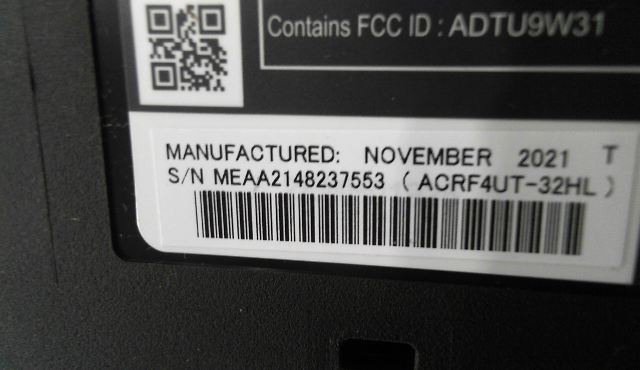 Contains FCC ID : ADTU9W31
MANUFACTURED: NOVEMBER 2021 T
S/N MEAA2148237553 ( ACRF4UT-32HL )